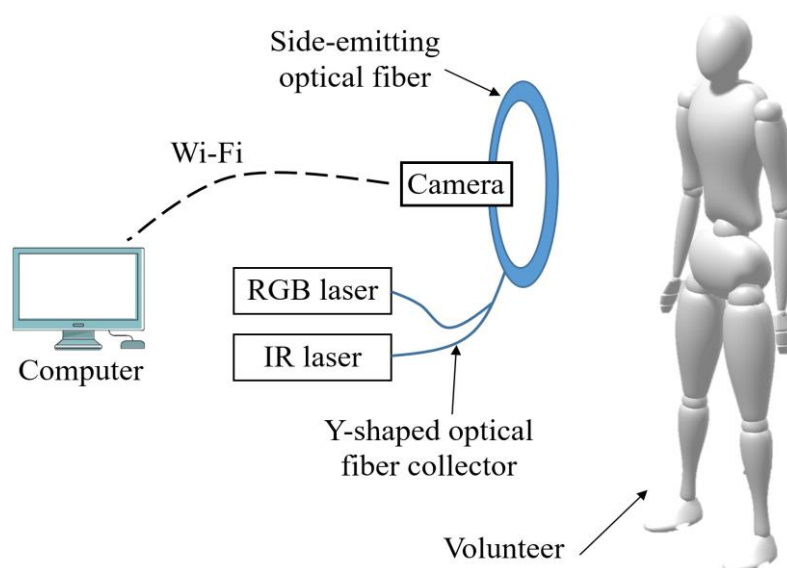 Side-emitting
optical fiber
Wi-Fi
Camera
RGB laser
IR laser
Computer
Y-shaped optical
fiber collector
Volunteer